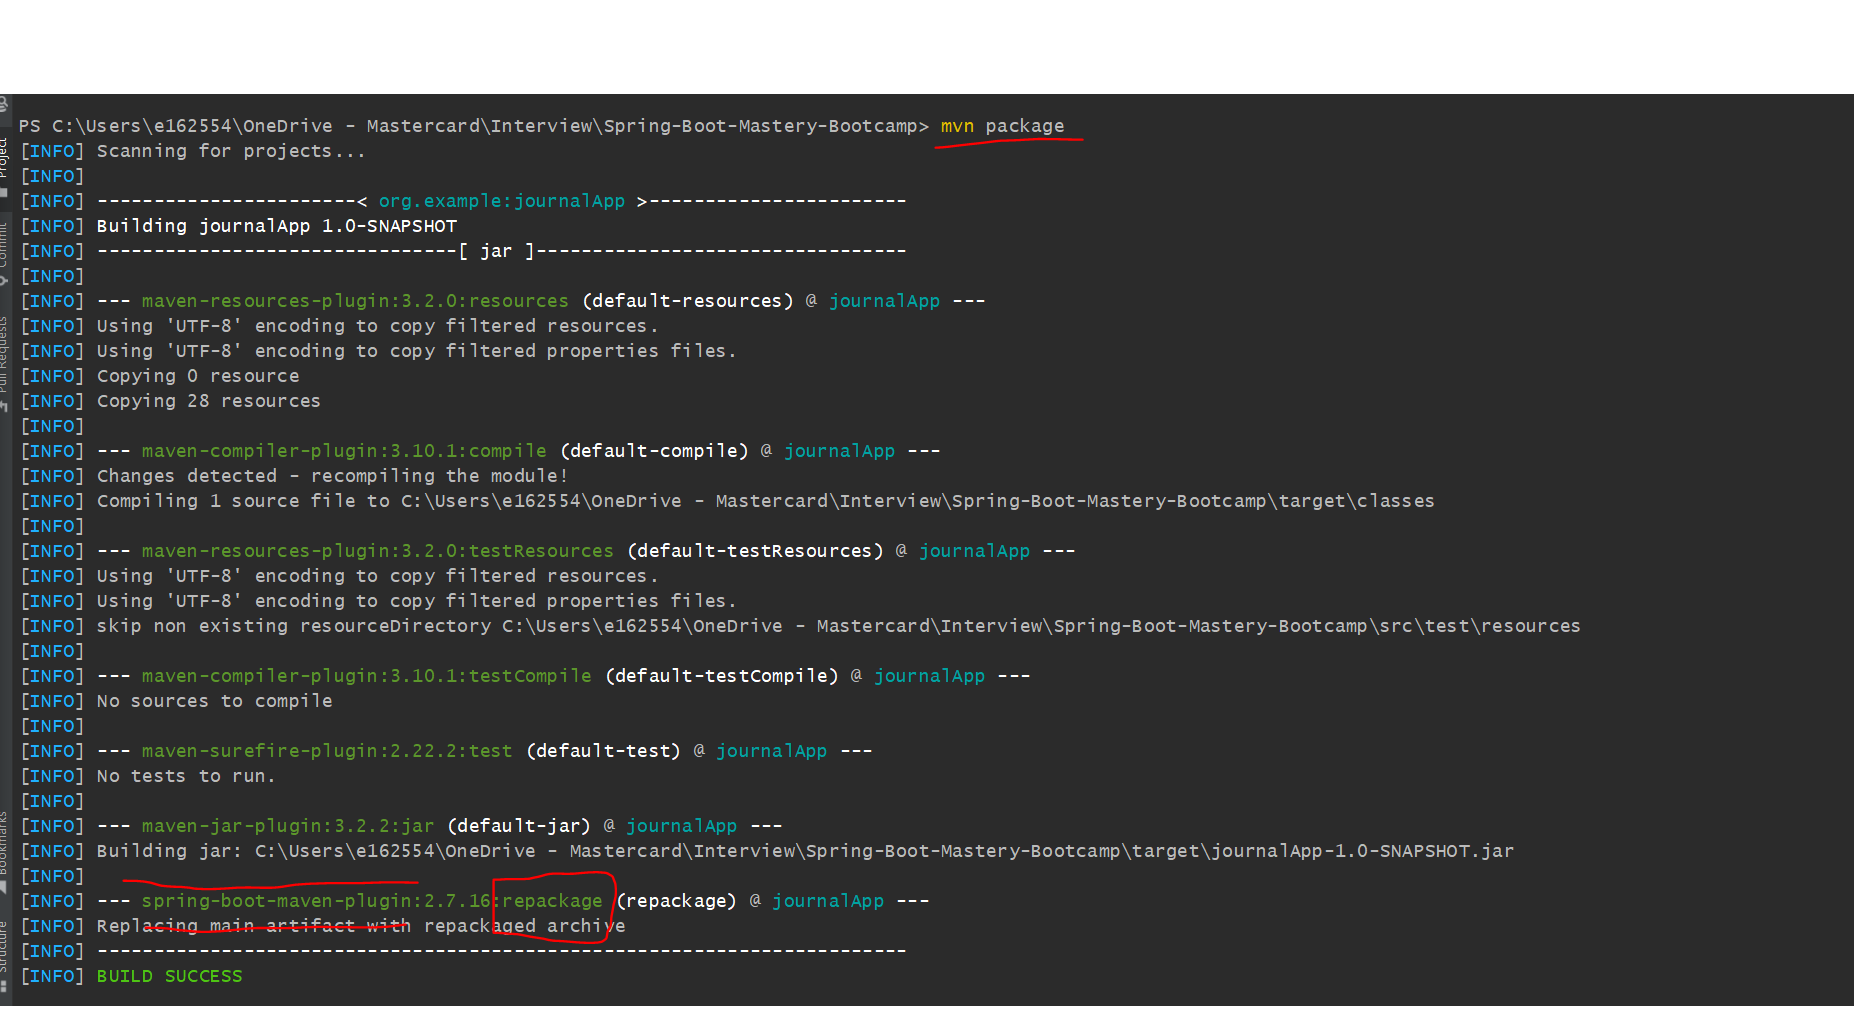 PS C:\Users\e162554\OneDrive - Mastercard\Interview\Spring-Boot-Mastery-Bootcamp> mvn package
[INFO] Scanning for projects...
[INFO]
[INFO] -----------------------< org.example:journalApp >-----------------------
[INFO] Building journalApp 1.0-SNAPSHOT
[INFO] --------------------------------[ jar ]---------------------------------
[INFO]
[INFO] --- maven-resources-plugin:3.2.0:resources (default-resources) @ journalApp ---
[INFO] Using 'UTF-8' encoding to copy filtered resources.
[INFO] Using 'UTF-8' encoding to copy filtered properties files.
[INFO] Copying 0 resource
[INFO] Copying 28 resources
[INFO]
[INFO] --- maven-compiler-plugin:3.10.1:compile (default-compile) @ journalApp ---
[INFO] Changes detected - recompiling the module!
[INFO] Compiling 1 source file to C:\Users\e162554\OneDrive - Mastercard\Interview\Spring-Boot-Mastery-Bootcamp\target\classes
[INFO]
[INFO] --- maven-resources-plugin:3.2.0:testResources (default-testResources) @ journalApp ---
[INFO] Using 'UTF-8' encoding to copy filtered resources.
[INFO] Using 'UTF-8' encoding to copy filtered properties files.
[INFO] skip non existing resourceDirectory C:\Users\e162554\OneDrive - Mastercard\Interview\Spring-Boot-Mastery-Bootcamp\src\test\resources
[INFO]
[INFO] --- maven-compiler-plugin:3.10.1:testCompile (default-testCompile) @ journalApp ---
[INFO] No sources to compile
[INFO]
[INFO] --- maven-surefire-plugin:2.22.2:test (default-test) @ journalApp ---
[INFO] No tests to run.
[INFO]
[INFO] --- maven-jar-plugin:3.2.2:jar (default-jar) @ journalApp ---
[INFO] Building jar: C:\Users\e162554\OneDrive - Mastercard\Interview\Spring-Boot-Mastery-Bootcamp\target\journalApp-1.0-SNAPSHOT.jar
[INFO]
[INFO] --- spring-boot-maven-plugin:2.7.16:repackage (repackage) @ journalApp ---
[INFO] Replacing main artifact with repackaged archive
[INFO] ------------------------------------------------------------------------
[INFO] BUILD SUCCESS
Project
Commit
Pull Requests
Bookmarks
Structure